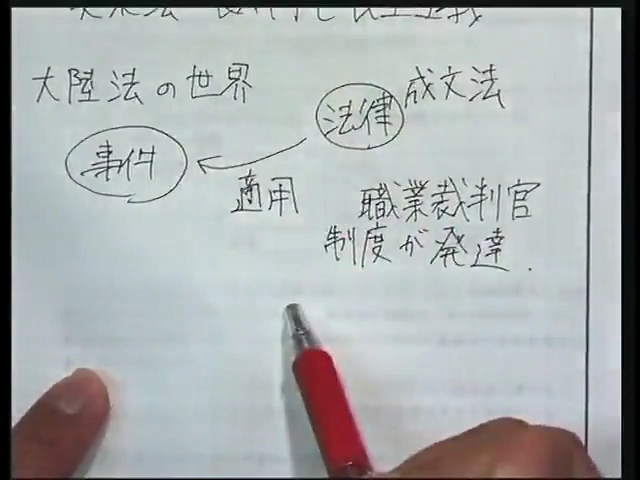 大陸法の世界
法律 成文法
事件
適用
職業裁判官
制度が発達.